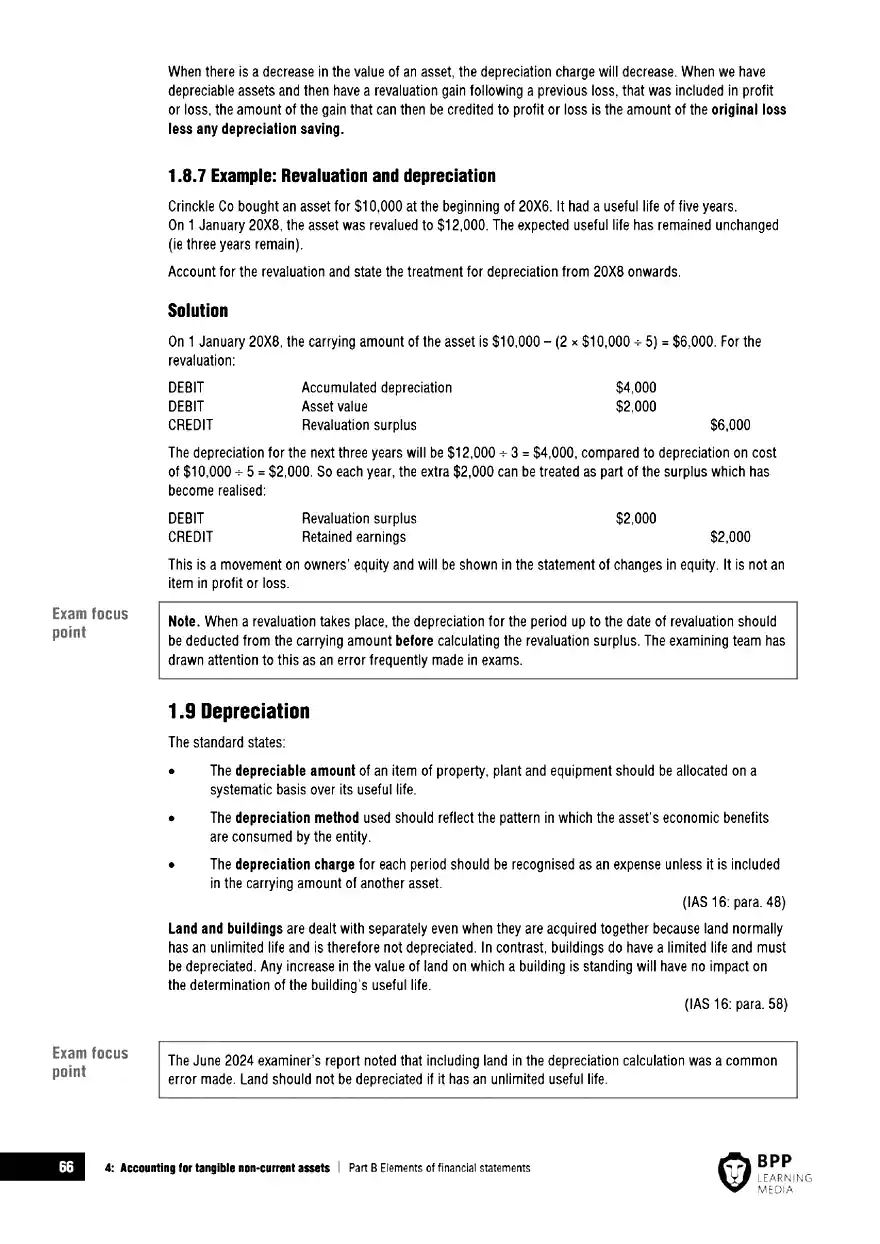 When there is a decrease in the value of an asset, the depreciation charge will decrease. When we have
depreciable assets and then have a revaluation gain following a previous loss, that was included in profit
or loss, the amount of the gain that can then be credited to profit or loss is the amount of the original loss
less any depreciation saving.
1.8.7 Example: Revaluation and depreciation
Crinckle Co bought an asset for $10,000 at the beginning of 20X6. It had a useful life of five years.
On 1 January 20X8, the asset was revalued to $12,000. The expected useful life has remained unchanged
(ie three years remain).
Account for the revaluation and state the treatment for depreciation from 20X8 onwards.
Solution
On 1 January 20X8, the carrying amount of the asset is $10,000 – (2 × $10,000 ÷ 5) = $6,000. For the
revaluation:
DEBIT Accumulated depreciation $4,000
DEBIT Asset value $2,000
CREDIT Revaluation surplus $6,000
The depreciation for the next three years will be $12,000 ÷ 3 = $4,000, compared to depreciation on cost
of $10,000 ÷ 5 = $2,000. So each year, the extra $2,000 can be treated as part of the surplus which has
become realised:
DEBIT Revaluation surplus $2,000
CREDIT Retained earnings $2,000
This is a movement on owners' equity and will be shown in the statement of changes in equity. It is not an
item in profit or loss.
Exam focus
point
Note. When a revaluation takes place, the depreciation for the period up to the date of revaluation should
be deducted from the carrying amount before calculating the revaluation surplus. The examining team has
drawn attention to this as an error frequently made in exams.
1.9 Depreciation
The standard states:
• The depreciable amount of an item of property, plant and equipment should be allocated on a
systematic basis over its useful life.
• The depreciation method used should reflect the pattern in which the asset's economic benefits
are consumed by the entity.
• The depreciation charge for each period should be recognised as an expense unless it is included
in the carrying amount of another asset.
(IAS 16: para. 48)
Land and buildings are dealt with separately even when they are acquired together because land normally
has an unlimited life and is therefore not depreciated. In contrast, buildings do have a limited life and must
be depreciated. Any increase in the value of land on which a building is standing will have no impact on
the determination of the building's useful life.
(IAS 16: para. 58)
Exam focus
point
The June 2024 examiner's report noted that including land in the depreciation calculation was a common
error made. Land should not be depreciated if it has an unlimited useful life.
66 4: Accounting for tangible non-current assets | Part B Elements of financial statements
BPP
LEARNING
MEDIA